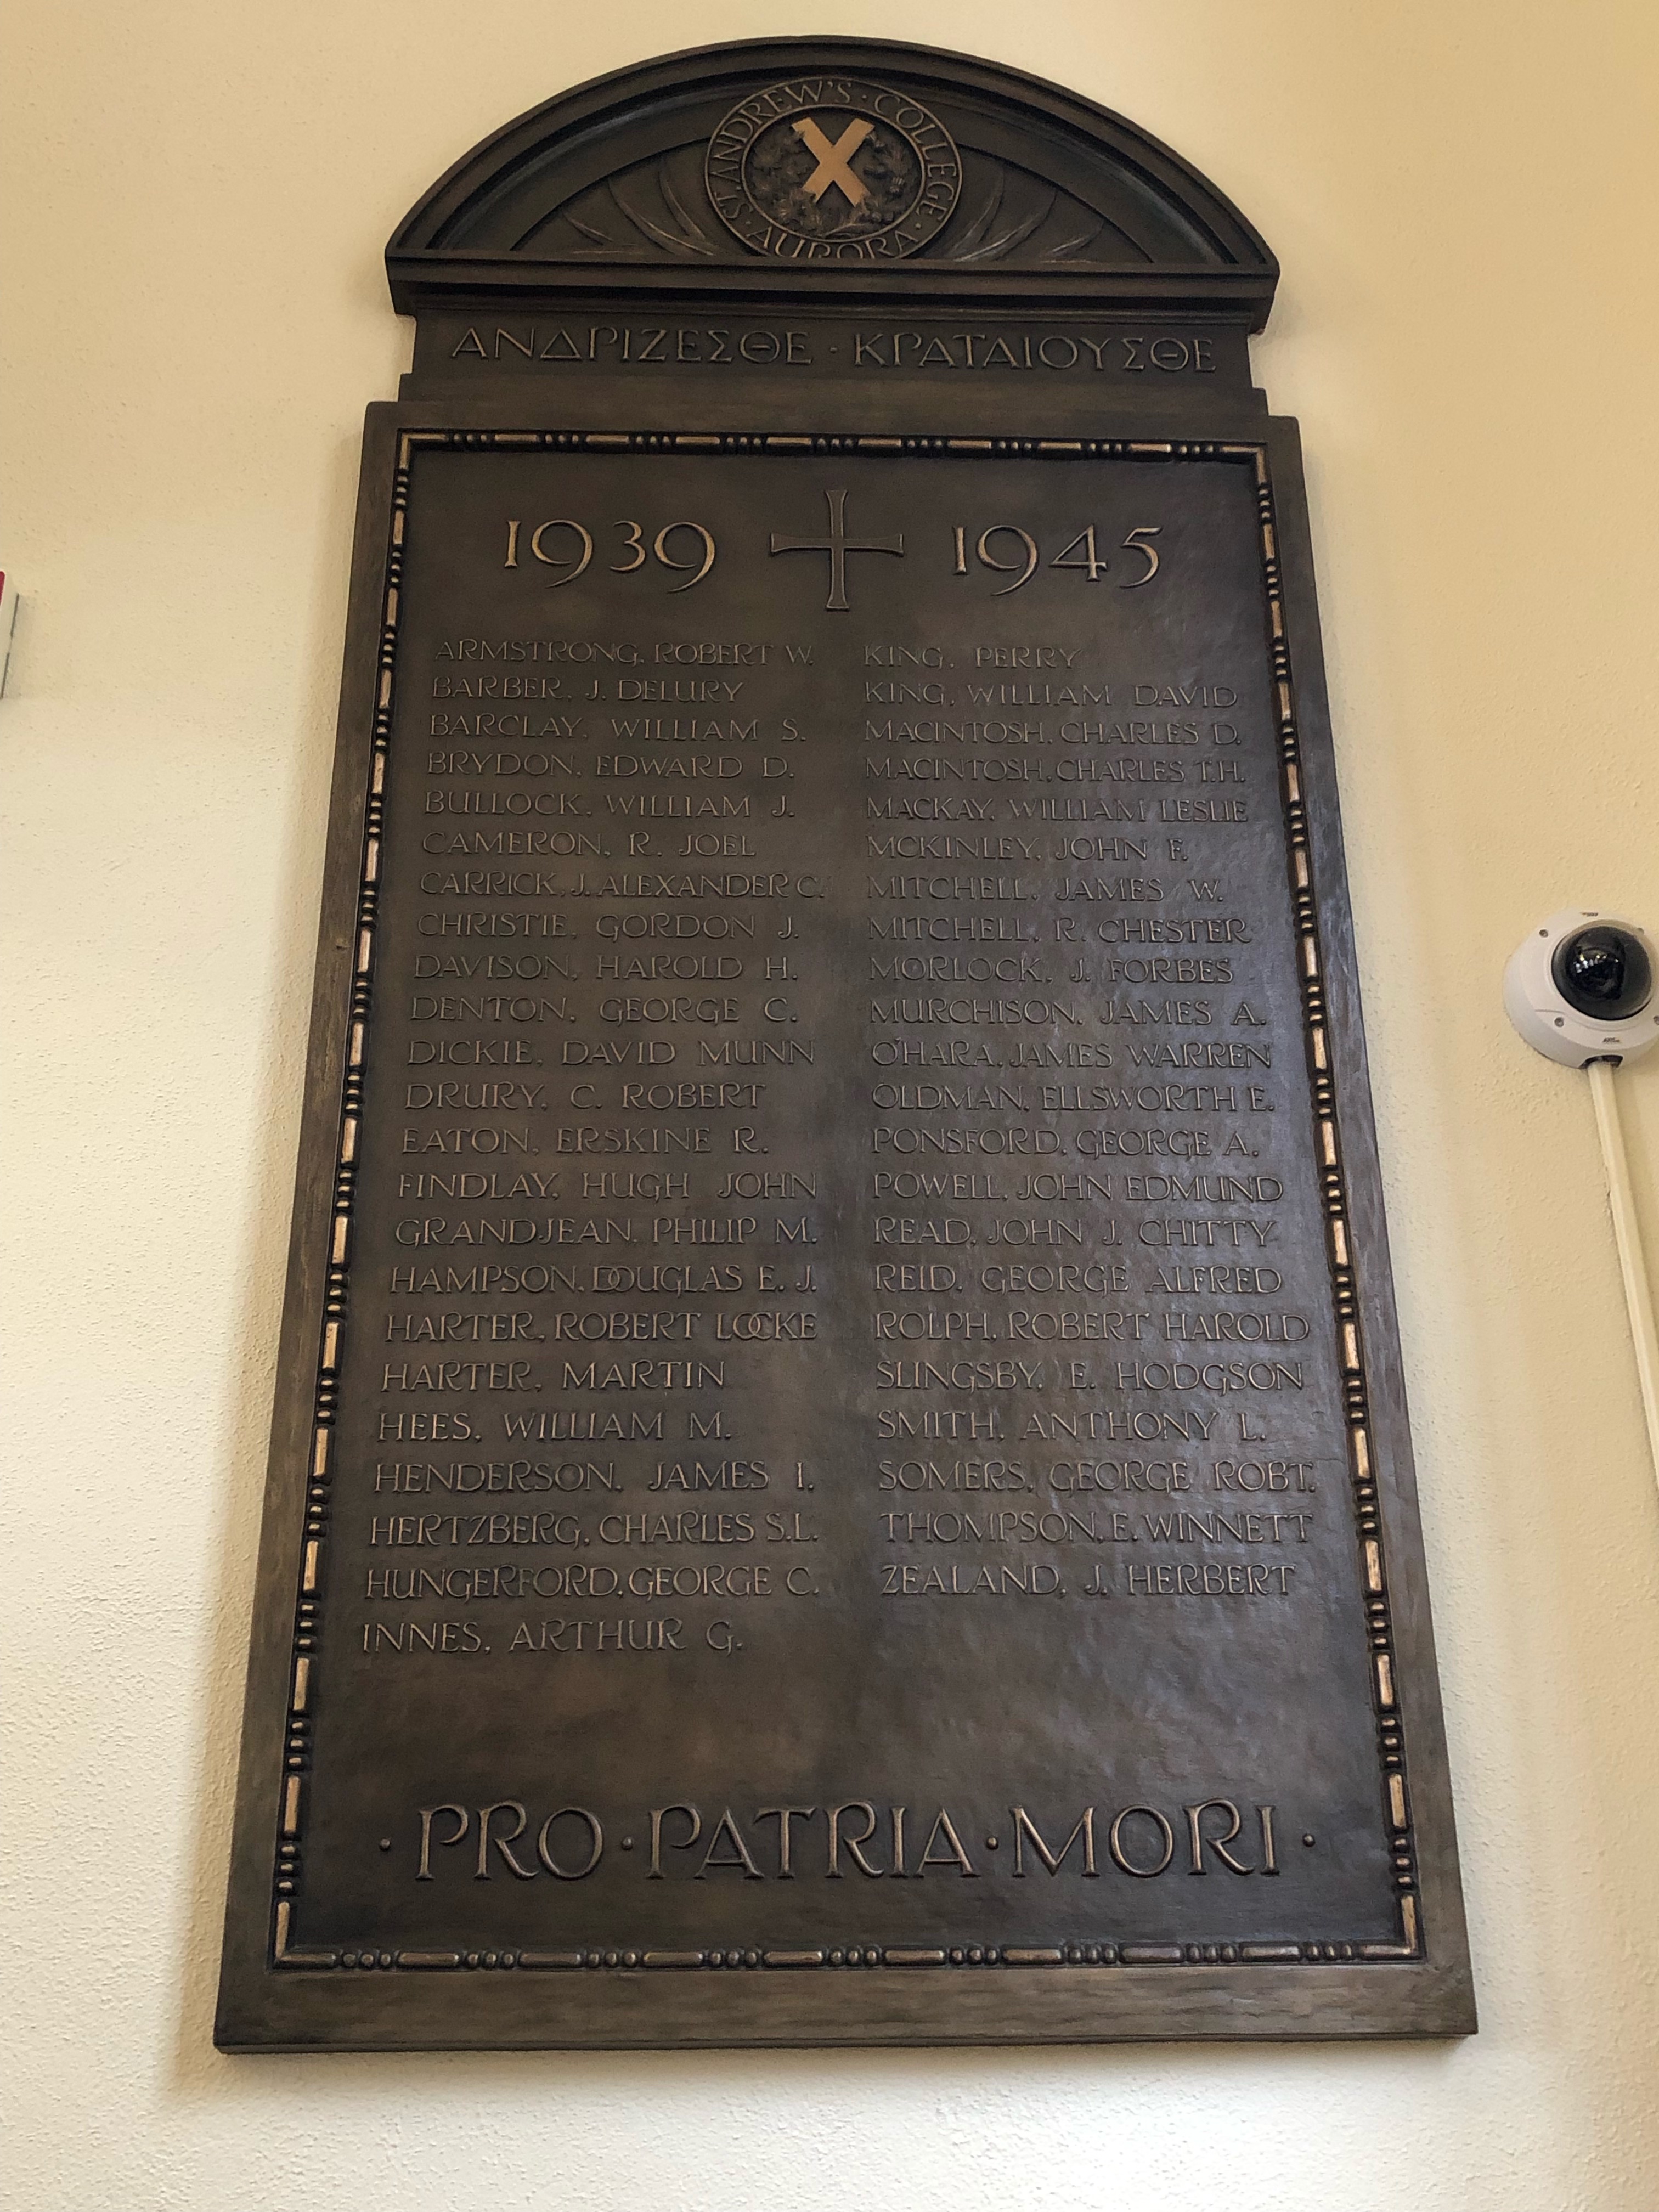 ST. ANDREW'S · COLLEGE · AURORA ·
ΑΝΔΡΙΖΕΣΘΕ · ΚΡΑΤΑΙΟΥΣΘΕ
1939 1945
ARMSTRONG, ROBERT W.
BARBER, J. DELURY
BARCLAY, WILLIAM S.
BRYDON, EDWARD D.
BULLOCK, WILLIAM J.
CAMERON, R. JOEL
CARRICK, J. ALEXANDER C.
CHRISTIE, GORDON J.
DAVISON, HAROLD H.
DENTON, GEORGE C.
DICKIE, DAVID MUNN
DRURY, C. ROBERT
EATON, ERSKINE R.
FINDLAY, HUGH JOHN
GRANDJEAN, PHILIP M.
HAMPSON, DOUGLAS E. J.
HARTER, ROBERT LOCKE
HARTER, MARTIN
HEES, WILLIAM M.
HENDERSON, JAMES I.
HERTZBERG, CHARLES S.L.
HUNGERFORD, GEORGE C.
INNES, ARTHUR G.
KING, PERRY
KING, WILLIAM DAVID
MACINTOSH, CHARLES D.
MACINTOSH, CHARLES T.H.
MACKAY, WILLIAM LESLIE
MCKINLEY, JOHN F.
MITCHELL, JAMES W.
MITCHELL, R. CHESTER
MORLOCK, J. FORBES
MURCHISON, JAMES A.
O'HARA, JAMES WARREN
OLDMAN, ELLSWORTH E.
PONSFORD, GEORGE A.
POWELL, JOHN EDMUND
READ, JOHN J. CHITTY
REID, GEORGE ALFRED
ROLPH, ROBERT HAROLD
SLINGSBY, E. HODGSON
SMITH, ANTHONY L.
SOMERS, GEORGE ROBT.
THOMPSON, E. WINNETT
ZEALAND, J. HERBERT
· PRO · PATRIA · MORI ·